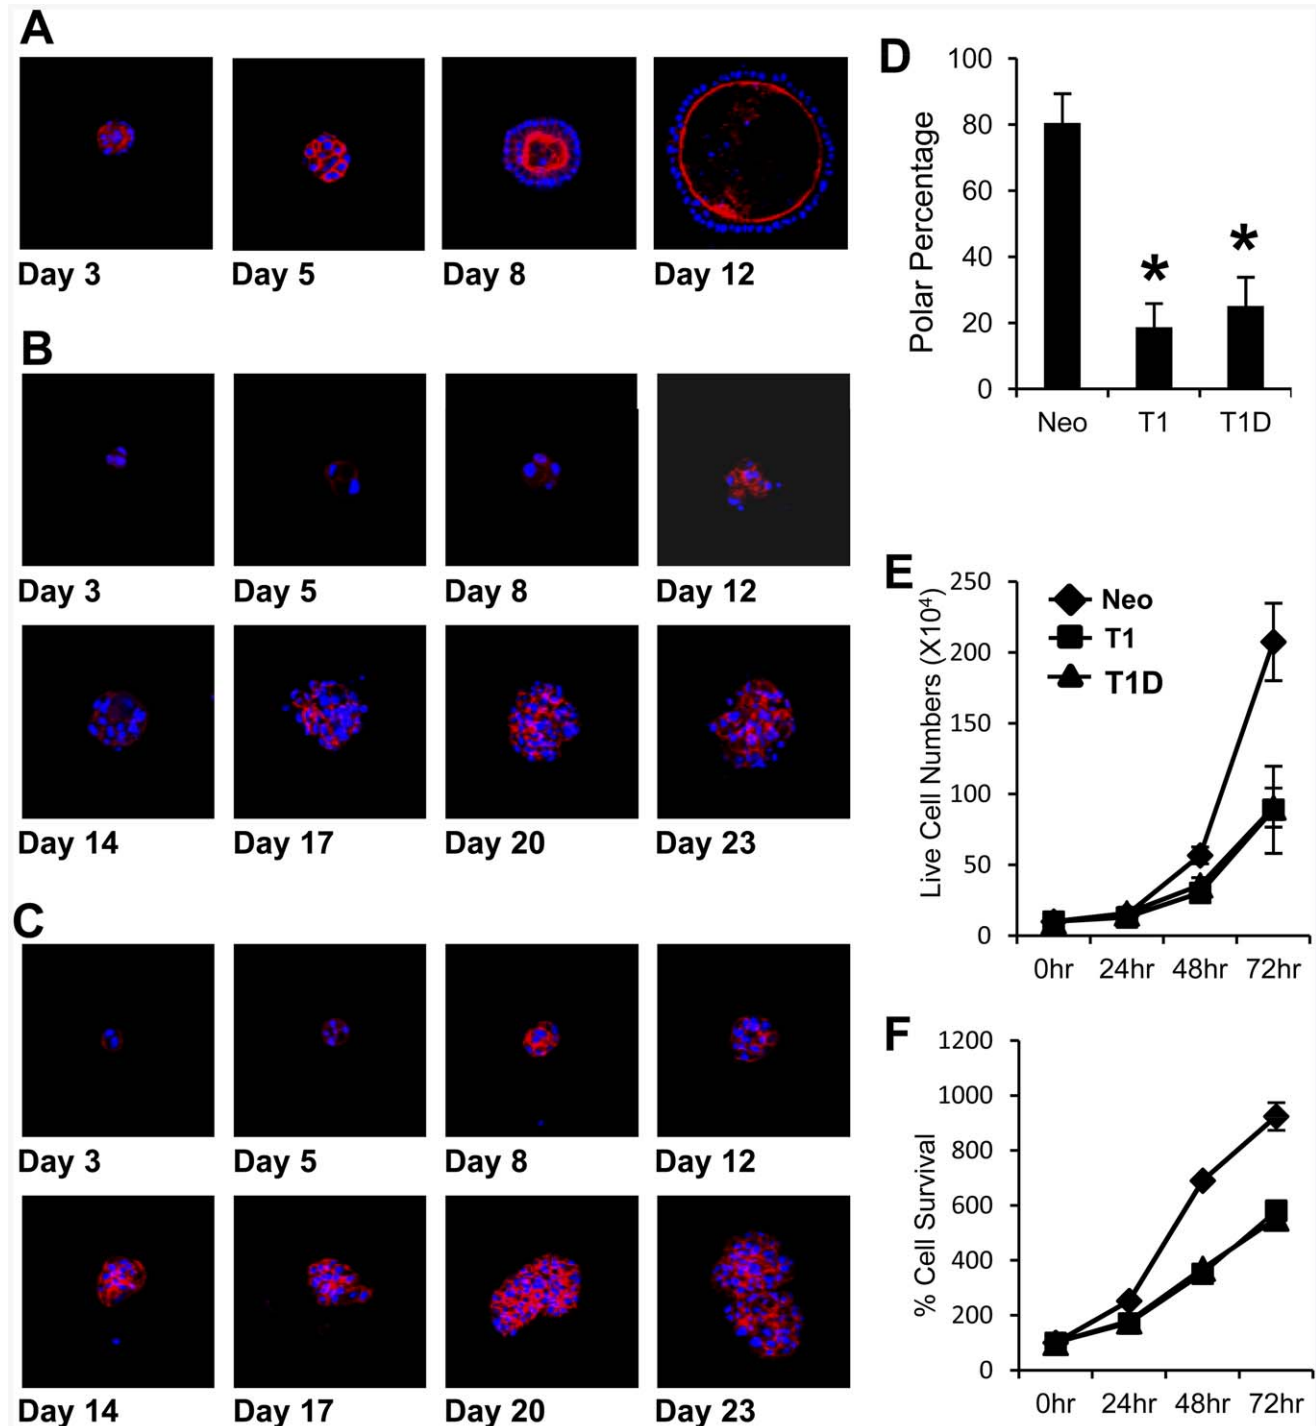 A
Day 3
Day 5
Day 8
Day 12
B
Day 3
Day 5
Day 8
Day 12
Day 14
Day 17
Day 20
Day 23
C
Day 3
Day 5
Day 8
Day 12
Day 14
Day 17
Day 20
Day 23
D
Polar Percentage
100
80
60
40
20
0
*
*
Neo
T1
T1D
E
Live Cell Numbers (X10⁴)
250
200
150
100
50
0
Neo
T1
T1D
0hr
24hr
48hr
72hr
F
% Cell Survival
1200
1000
800
600
400
200
0
0hr
24hr
48hr
72hr